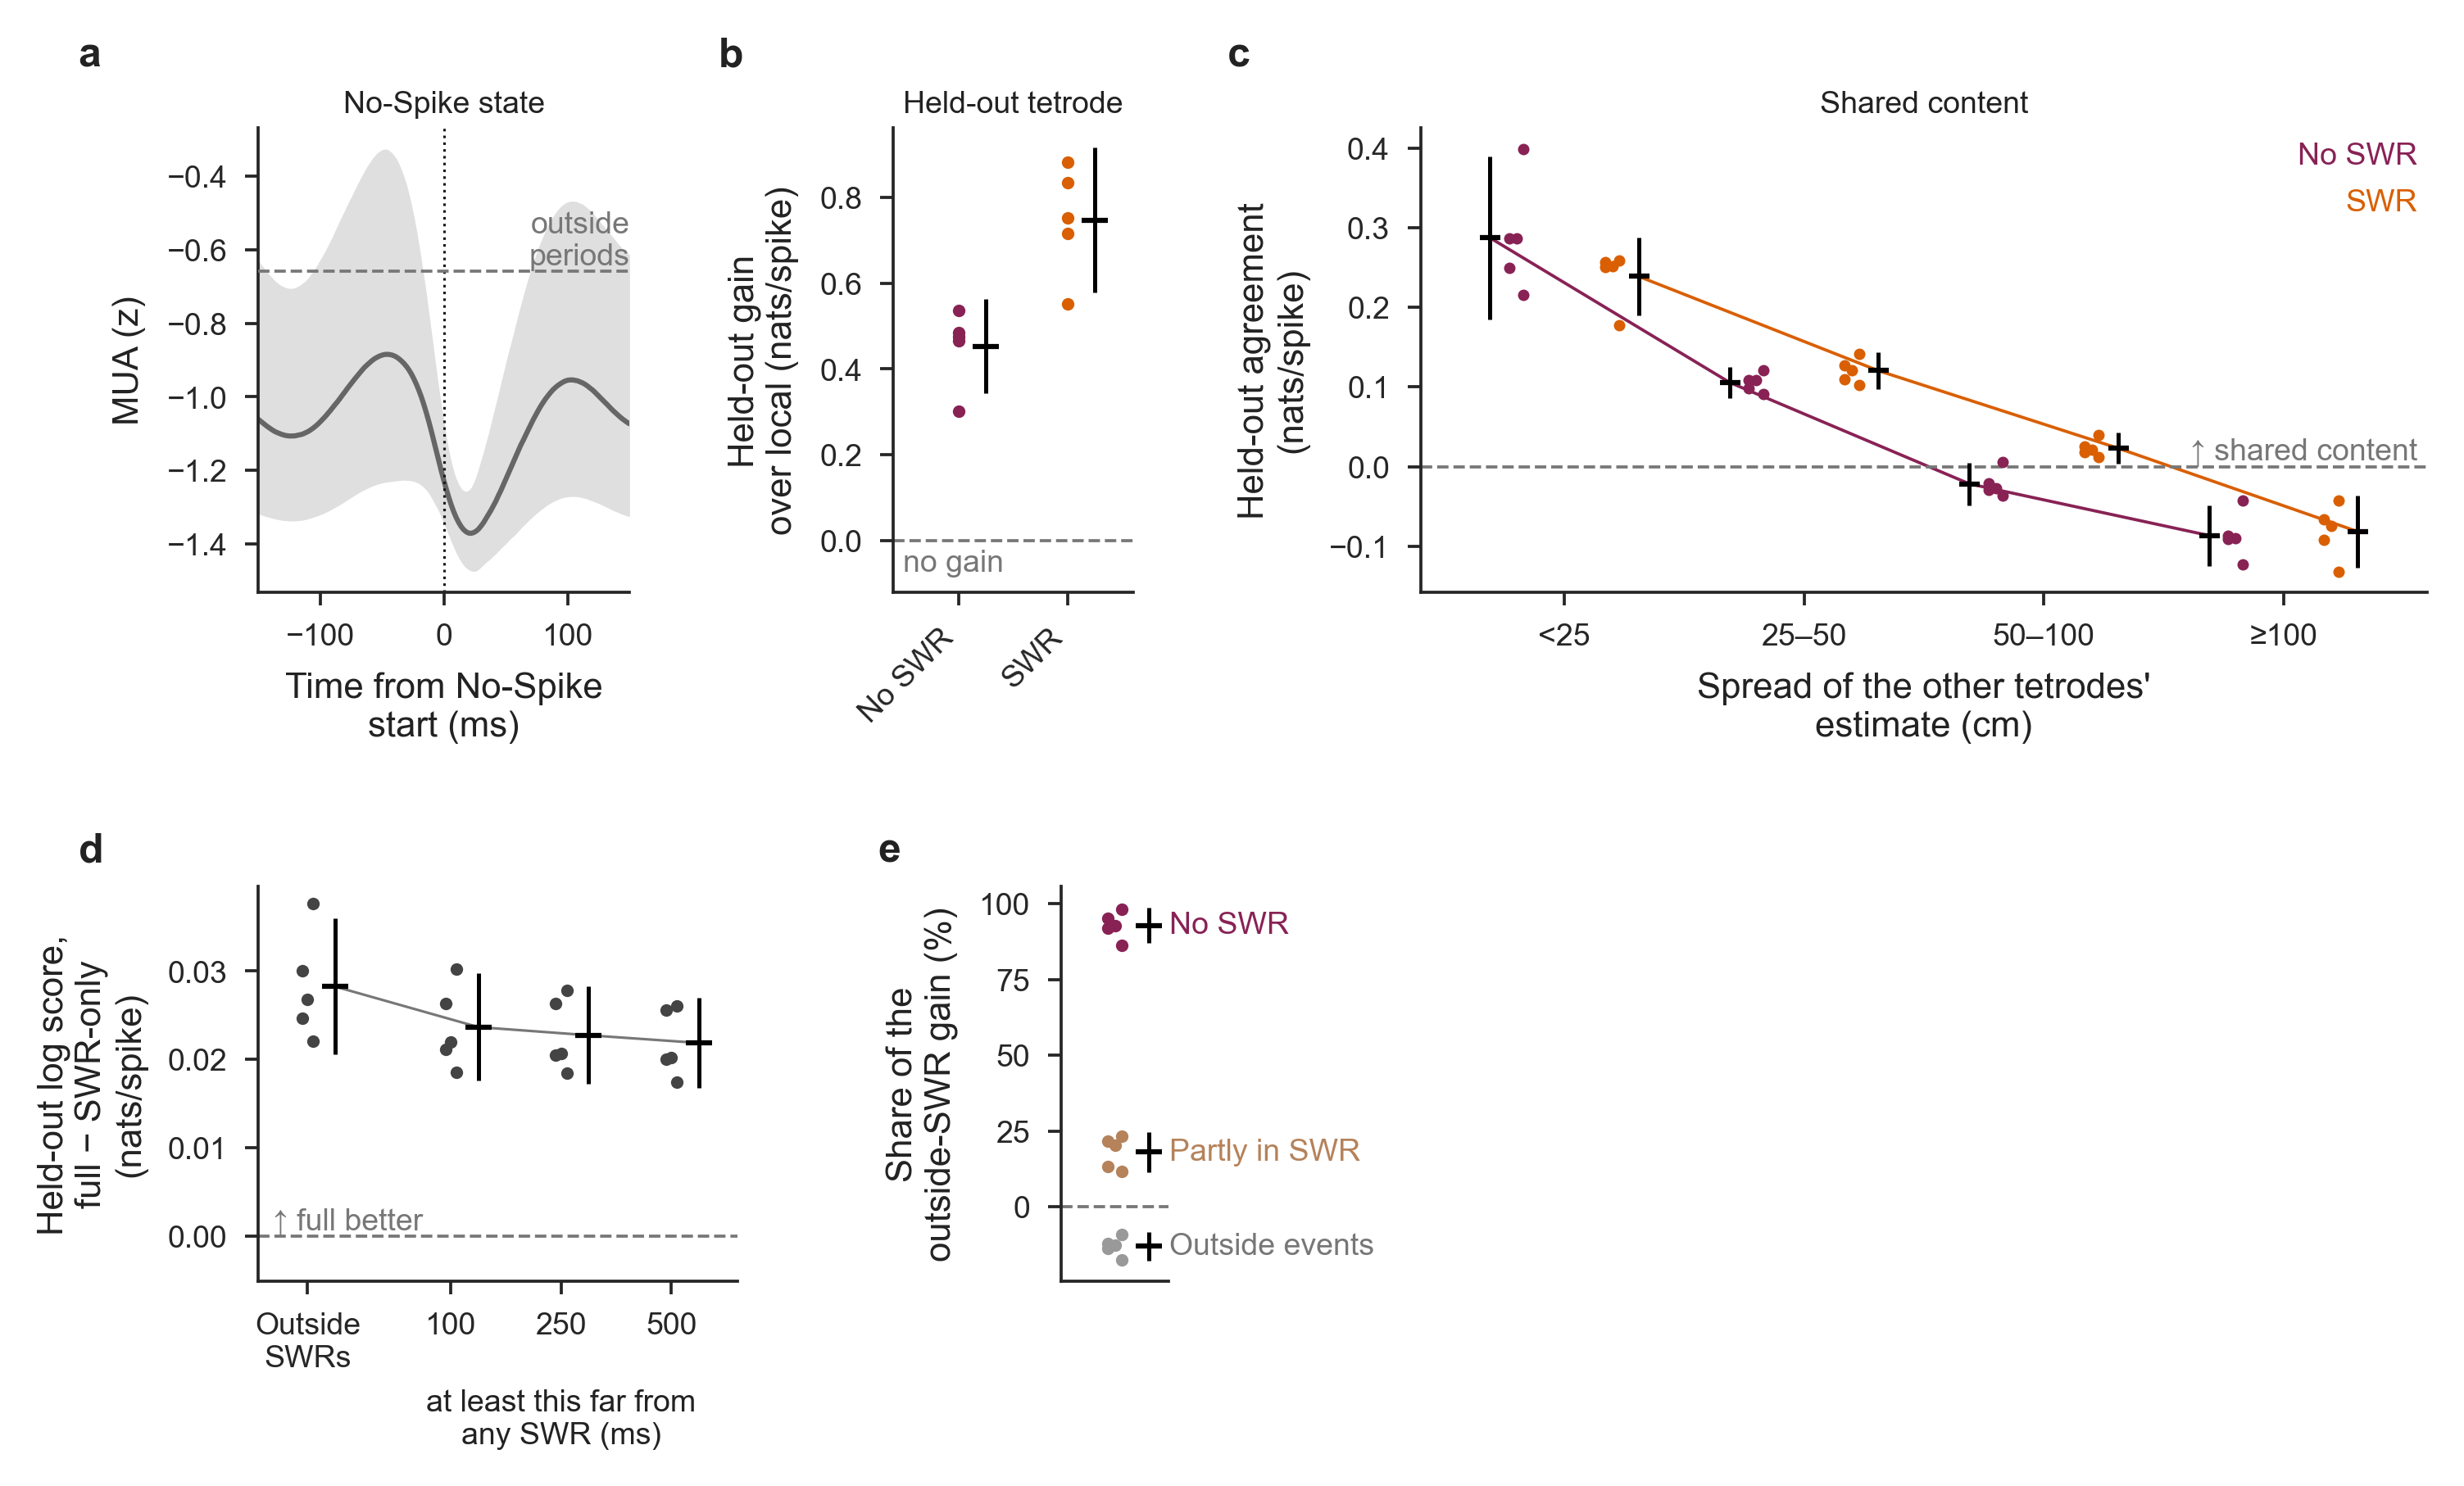 a
No-Spike state
MUA (z)
−0.4
−0.6
−0.8
−1.0
−1.2
−1.4
outside
periods
−100
0
100
Time from No-Spike
start (ms)
b
Held-out tetrode
Held-out gain
over local (nats/spike)
0.8
0.6
0.4
0.2
0.0
no gain
No SWR
SWR
c
Shared content
Held-out agreement
(nats/spike)
0.4
0.3
0.2
0.1
0.0
−0.1
No SWR
SWR
↑ shared content
<25
25–50
50–100
≥100
Spread of the other tetrodes'
estimate (cm)
d
Held-out log score,
full − SWR-only
(nats/spike)
0.03
0.02
0.01
0.00
↑ full better
Outside
SWRs
100
250
500
at least this far from
any SWR (ms)
e
Share of the
outside-SWR gain (%)
100
75
50
25
0
No SWR
Partly in SWR
Outside events